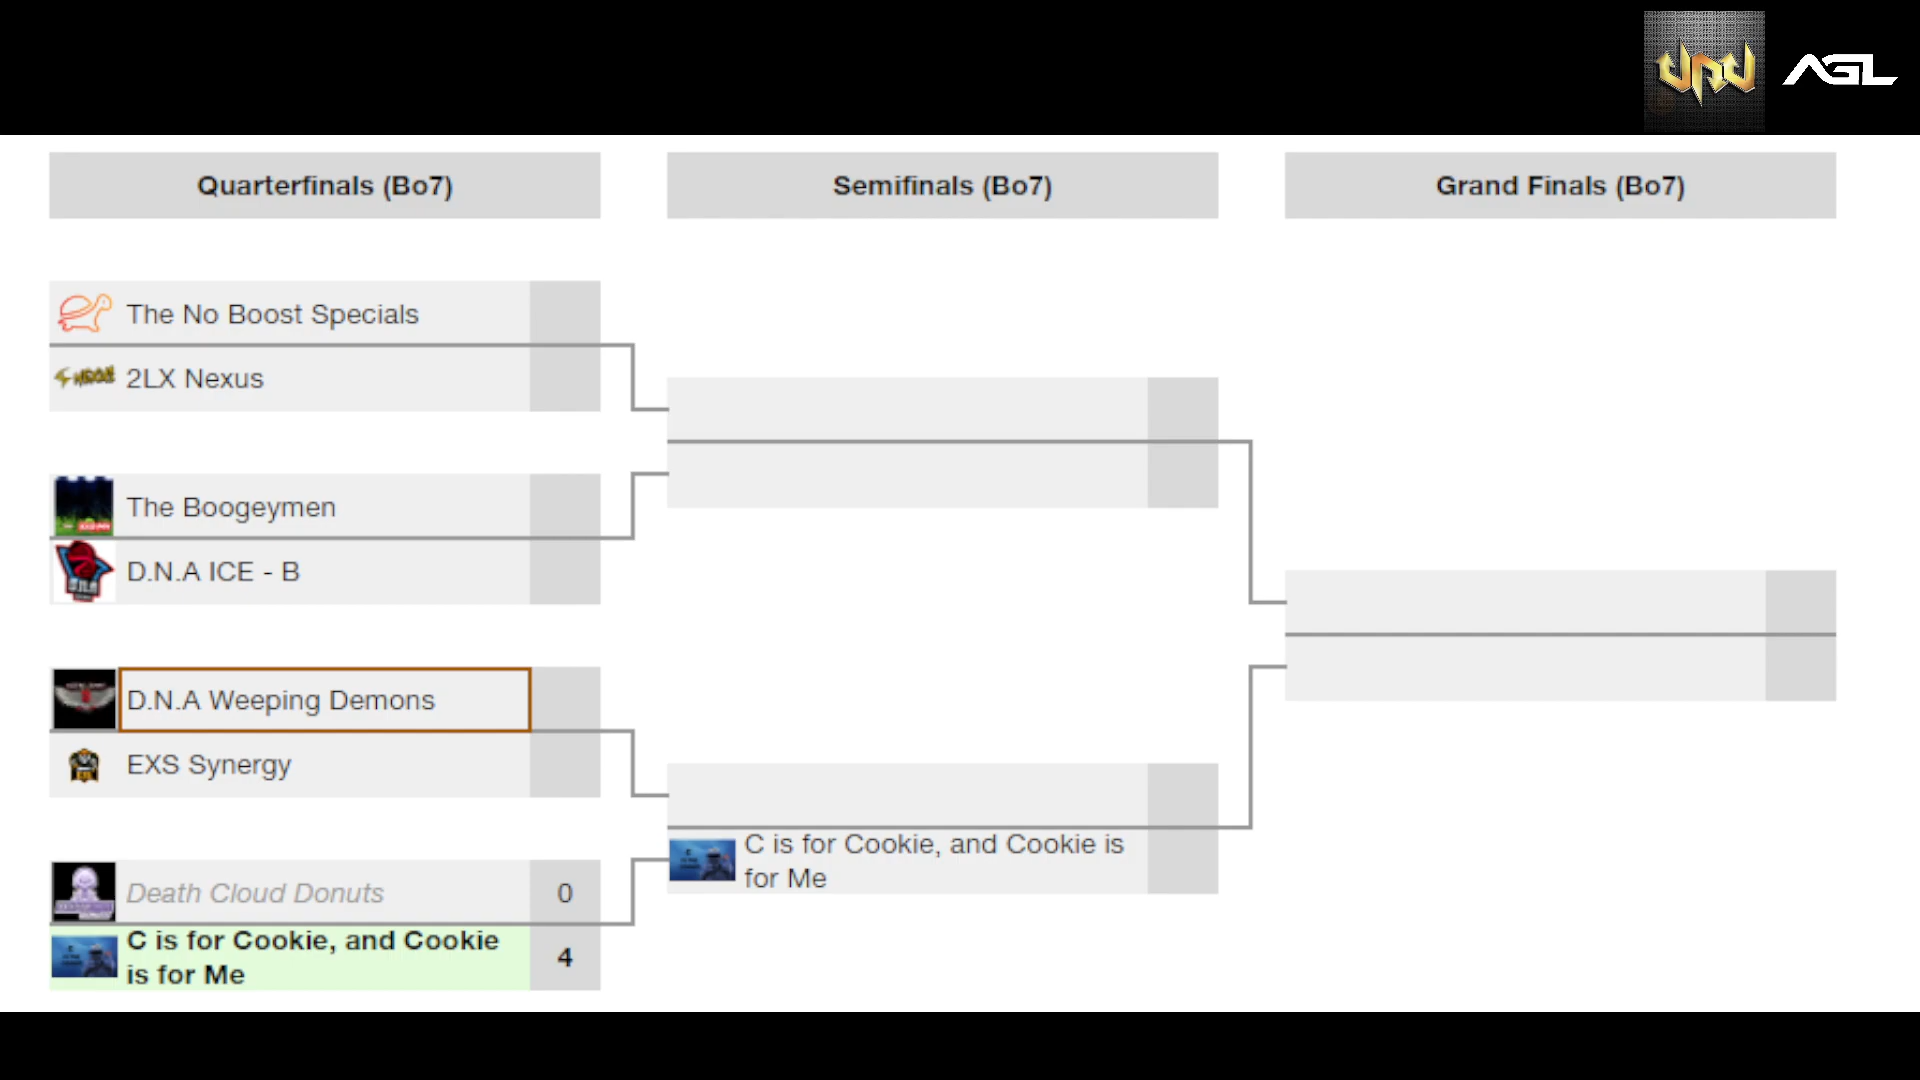 AGL
Quarterfinals (Bo7)
Semifinals (Bo7)
Grand Finals (Bo7)
The No Boost Specials
2LX Nexus
The Boogeymen
D.N.A ICE - B
D.N.A Weeping Demons
EXS Synergy
Death Cloud Donuts 0
C is for Cookie, and Cookie
is for Me
4
C is for Cookie, and Cookie is
for Me